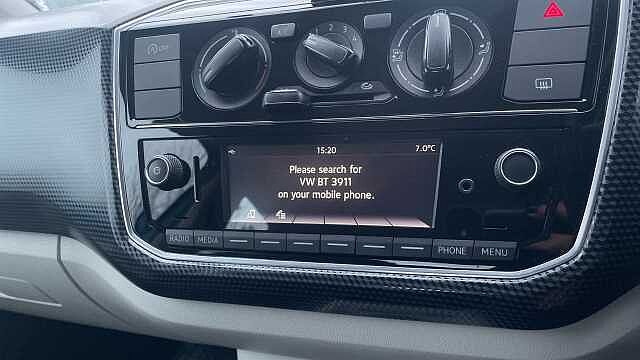 15:20
7.0°C
Please search for
VW BT 3911
on your mobile phone.
RADIO MEDIA
PHONE MENU